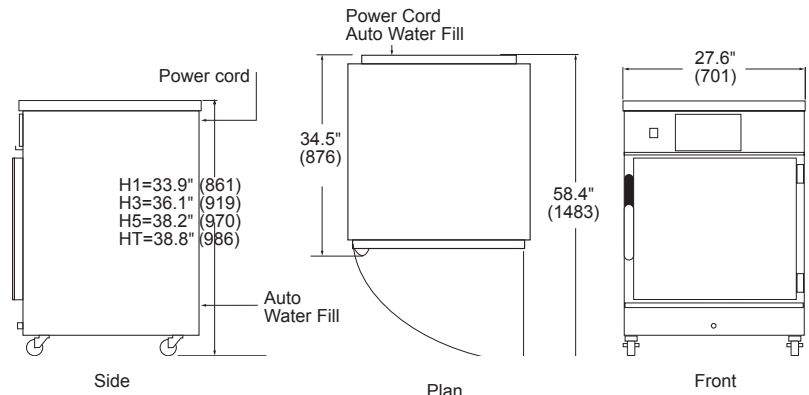 Power cord
H1=33.9" (861)
H3=36.1" (919)
H5=38.2" (970)
HT=38.8" (986)
Auto
Water Fill
Side
Power Cord
Auto Water Fill
34.5"
(876)
58.4"
(1483)
Plan
27.6"
(701)
Front